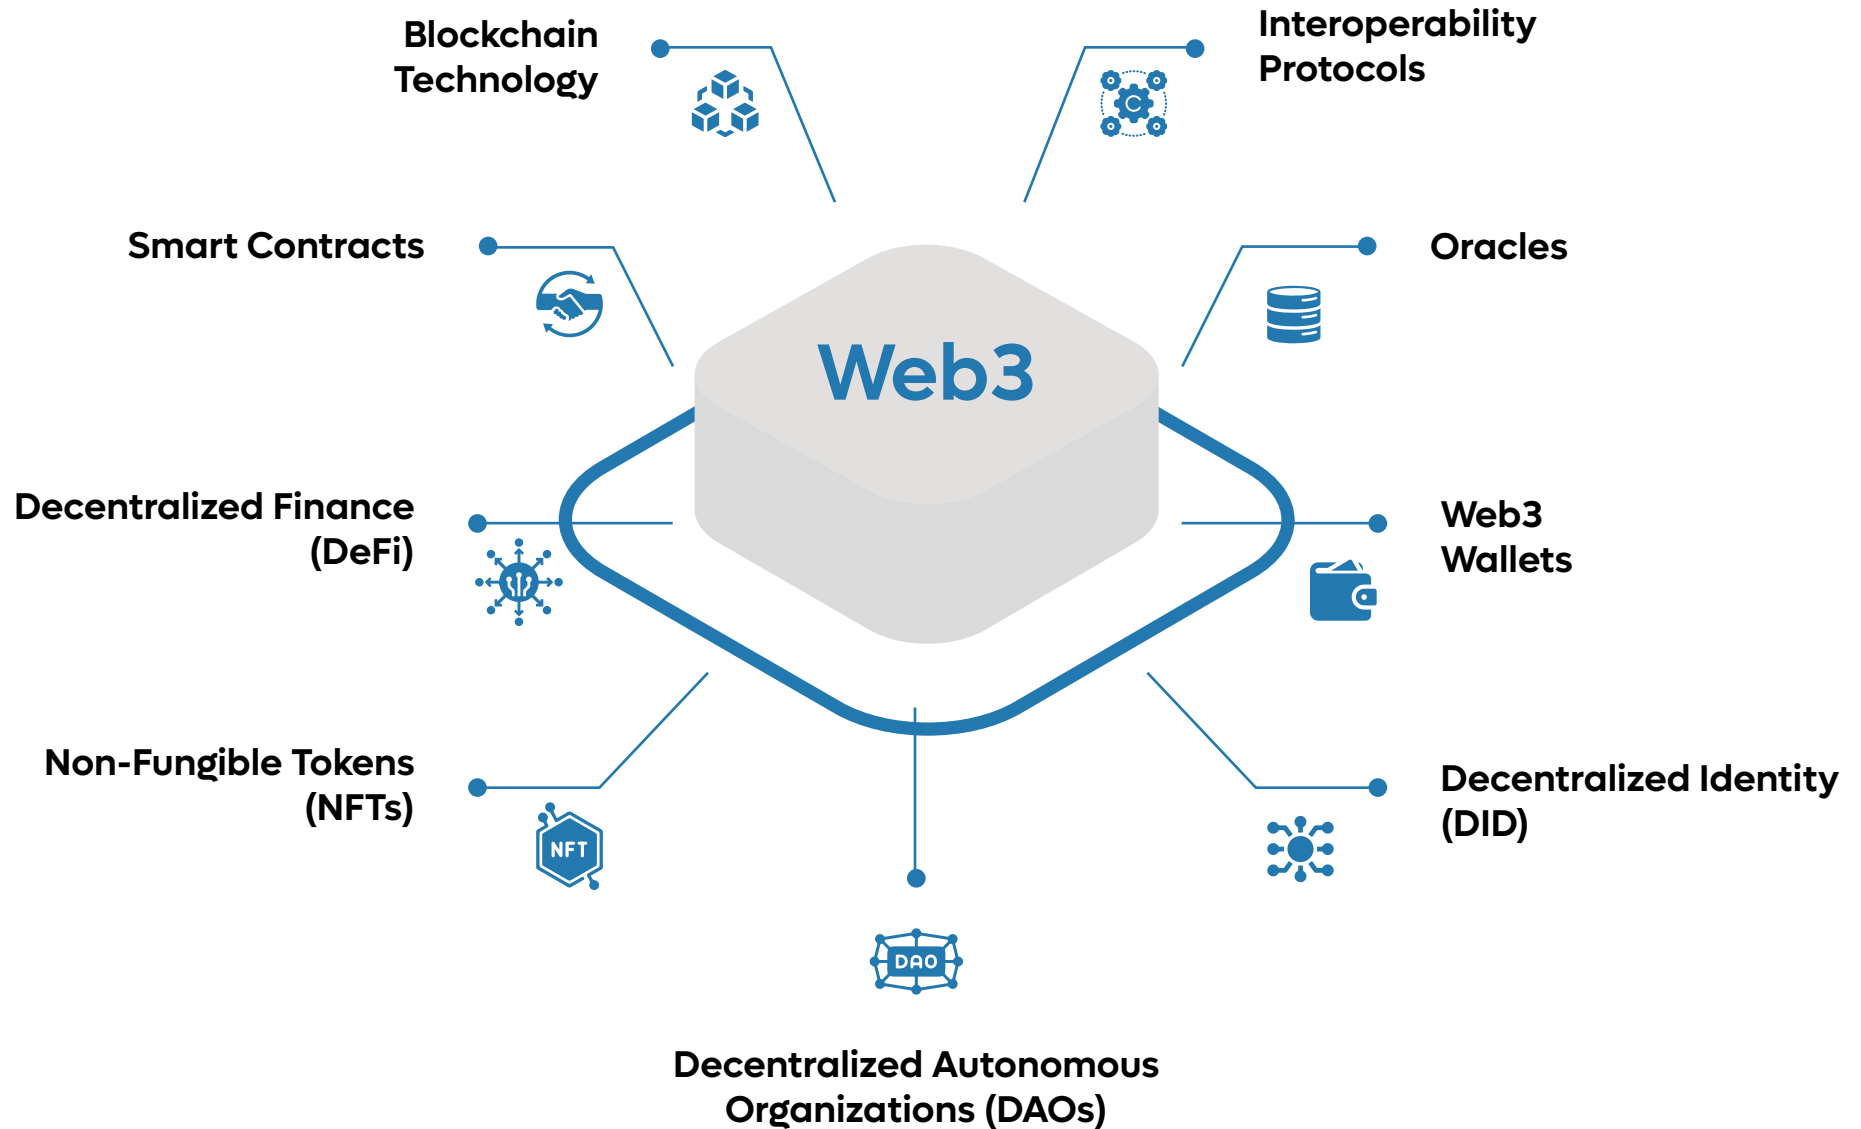 Blockchain
Technology
Interoperability
Protocols
Smart Contracts
Oracles
Web3
Decentralized Finance
(DeFi)
Web3
Wallets
Non-Fungible Tokens
(NFTs)
NFT
Decentralized Identity
(DID)
DAO
Decentralized Autonomous
Organizations (DAOs)